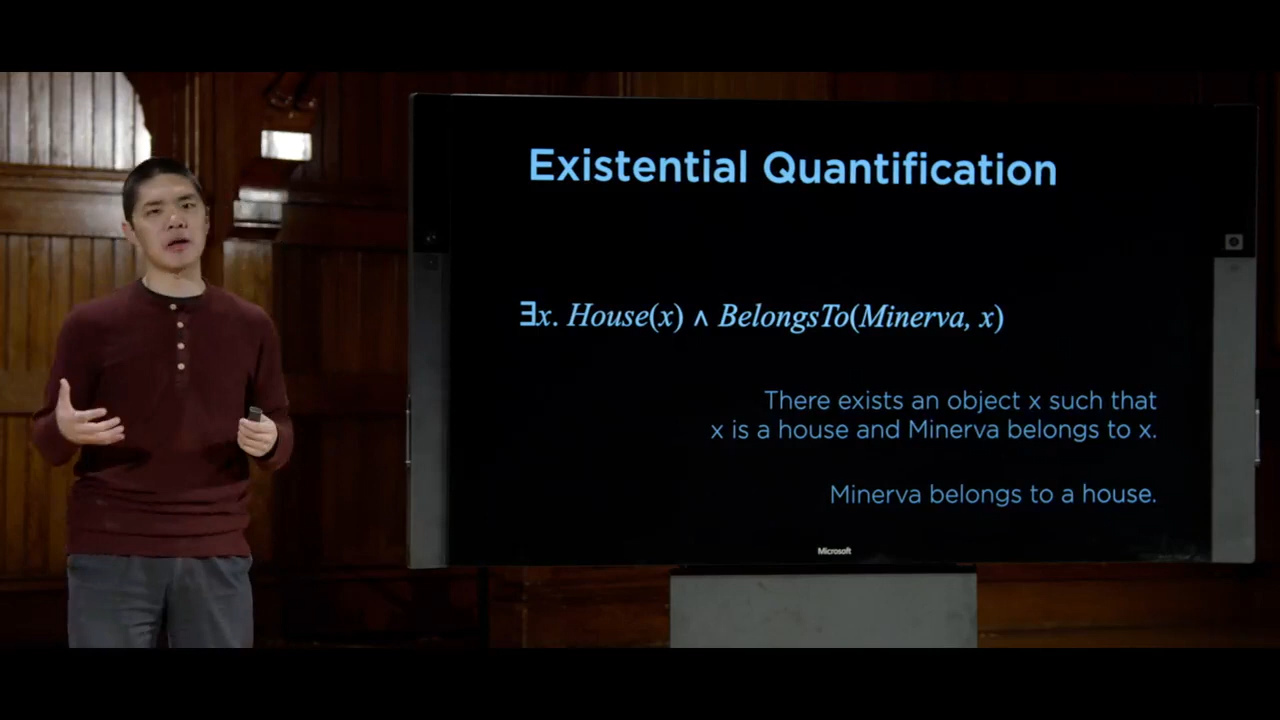 Existential Quantification
∃x. House(x) ∧ BelongsTo(Minerva, x)
There exists an object x such that
x is a house and Minerva belongs to x.
Minerva belongs to a house.
Microsoft